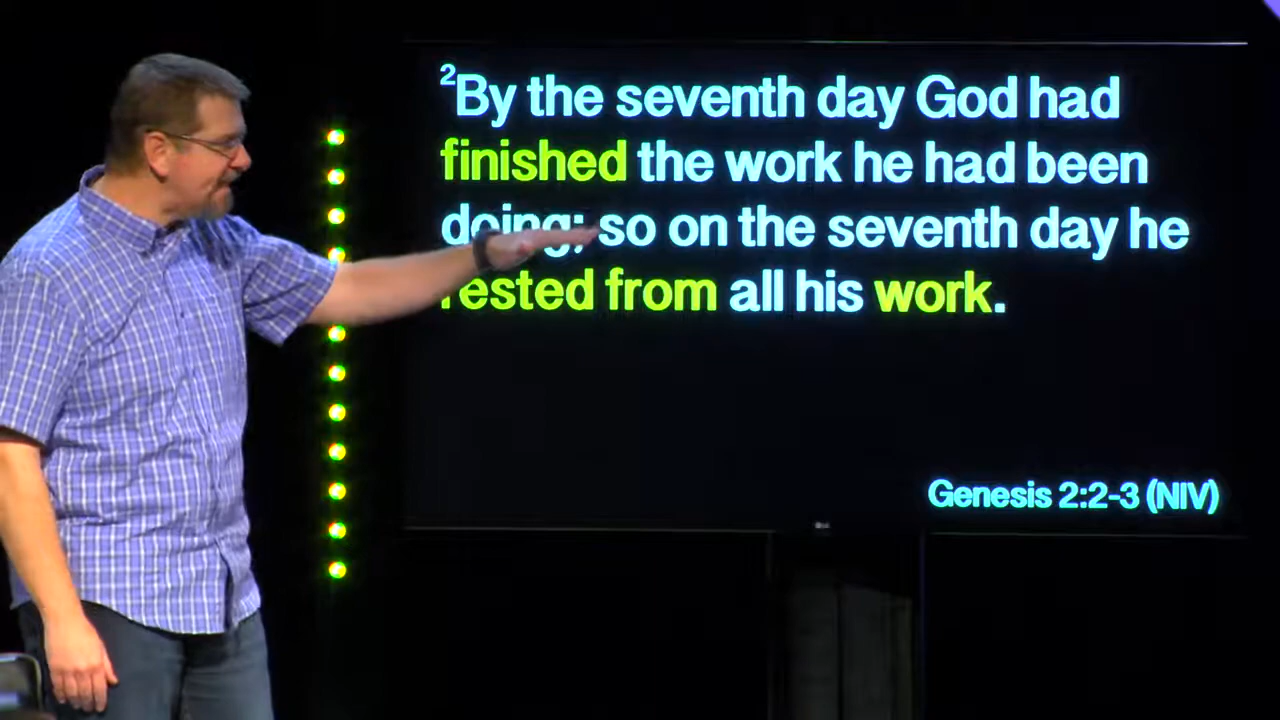 ²By the seventh day God had
finished the work he had been
doing; so on the seventh day he
rested from all his work.
Genesis 2:2-3 (NIV)